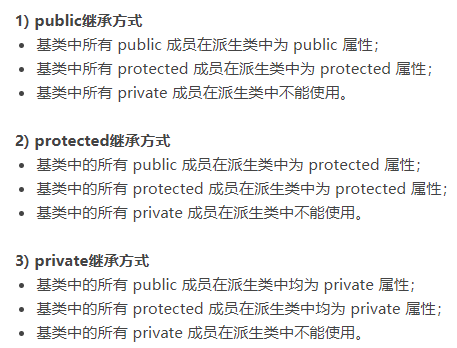 1) public继承方式
• 基类中所有 public 成员在派生类中为 public 属性；
• 基类中所有 protected 成员在派生类中为 protected 属性；
• 基类中所有 private 成员在派生类中不能使用。
2) protected继承方式
• 基类中的所有 public 成员在派生类中为 protected 属性；
• 基类中的所有 protected 成员在派生类中为 protected 属性；
• 基类中的所有 private 成员在派生类中不能使用。
3) private继承方式
• 基类中的所有 public 成员在派生类中均为 private 属性；
• 基类中的所有 protected 成员在派生类中均为 private 属性；
• 基类中的所有 private 成员在派生类中不能使用。